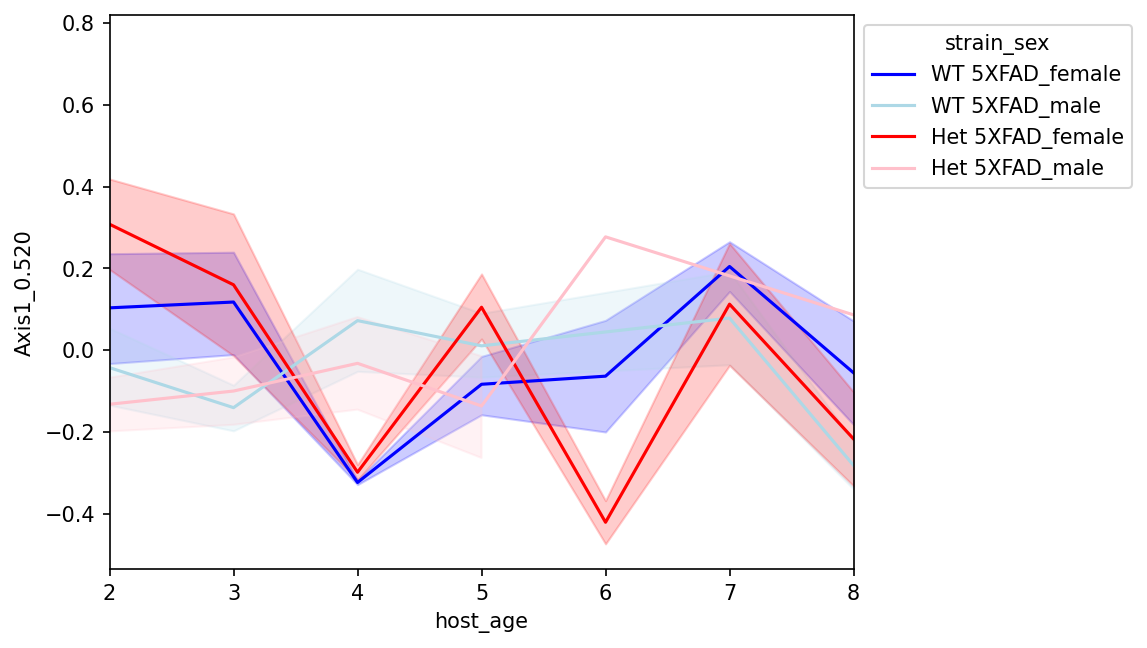 strain_sex
WT 5XFAD_female
WT 5XFAD_male
Het 5XFAD_female
Het 5XFAD_male
Axis1_0.520
0.8
0.6
0.4
0.2
0.0
−0.2
−0.4
2 3 4 5 6 7 8
host_age